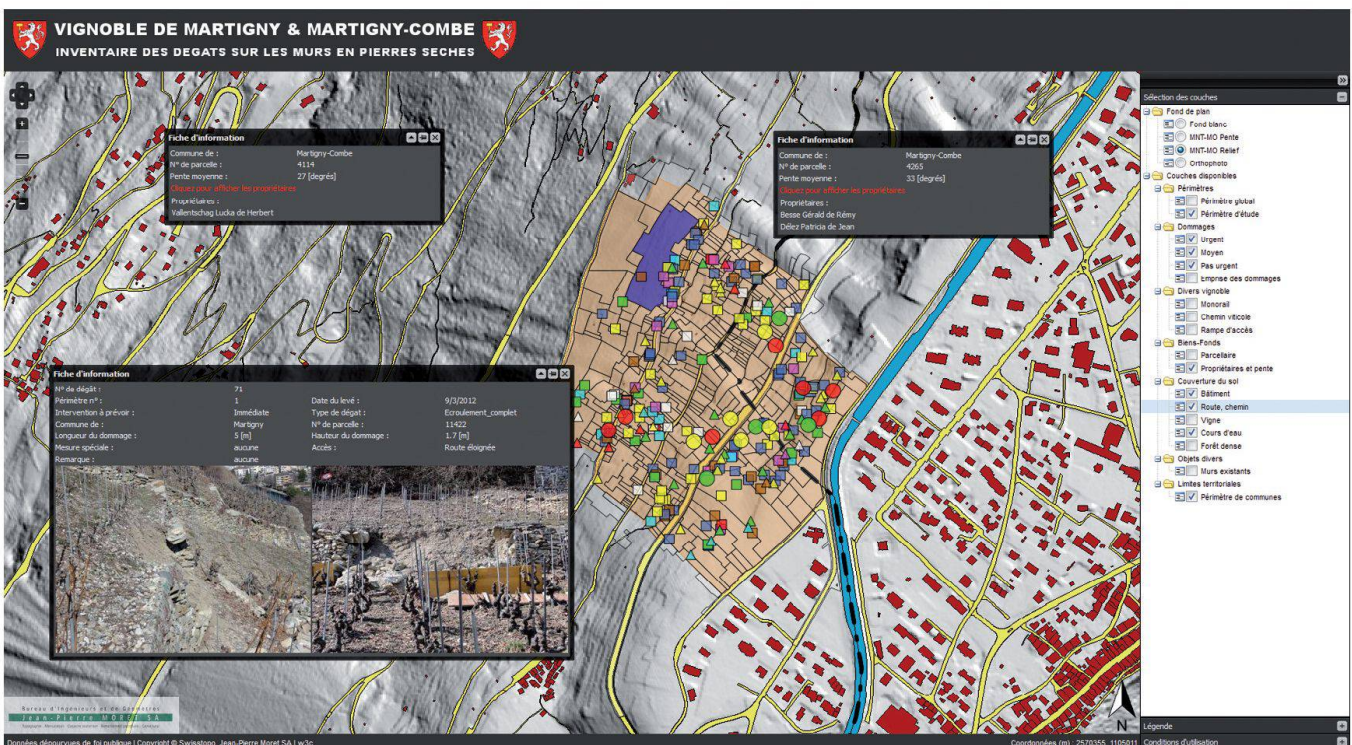 VIGNOBLE DE MARTIGNY & MARTIGNY-COMBE
INVENTAIRE DES DEGATS SUR LES MURS EN PIERRES SECHES
Fiche d'information
Commune de : Martigny-Combe
N° de parcelle : 4114
Pente moyenne : 27 [degrés]
Cliquez pour afficher les propriétaires
Propriétaires :
Vallentschag Lucka de Herbert
Fiche d'information
Commune de : Martigny-Combe
N° de parcelle : 4265
Pente moyenne : 33 [degrés]
Cliquez pour afficher les propriétaires
Propriétaires :
Besse Gérald de Rémy
Délez Patricia de Jean
Fiche d'information
N° de dégât : 71
Périmètre n° : 1 Date du levé : 9/3/2012
Intervention à prévoir : Immédiate Type de dégat : Ecroulement_complet
Commune de : Martigny N° de parcelle : 11422
Longueur du dommage : 5 [m] Hauteur du dommage : 1.7 [m]
Mesure spéciale : aucune Accès : Route éloignée
Remarque : aucune
Sélection des couches
Fond de plan
Fond blanc
MNT-MO Pente
MNT-MO Relief
Orthophoto
Couches disponibles
Périmètres
Périmètre global
Périmètre d'étude
Dommages
Urgent
Moyen
Pas urgent
Emprise des dommages
Divers vignoble
Monorail
Chemin viticole
Rampe d'accès
Biens-Fonds
Parcellaire
Propriétaires et pente
Couverture du sol
Bâtiment
Route, chemin
Vigne
Cours d'eau
Forêt dense
Objets divers
Murs existants
Limites territoriales
Périmètre de communes
N
Légende
Conditions d'utilisation
Bureau d'Ingénieurs et de Géomètres
Jean-Pierre MORET SA
Données dépourvues de foi publique | Copyright © Swisstopo, Jean-Pierre Moret SA | w3c
Coordonnées (m) : 2570355, 1105011